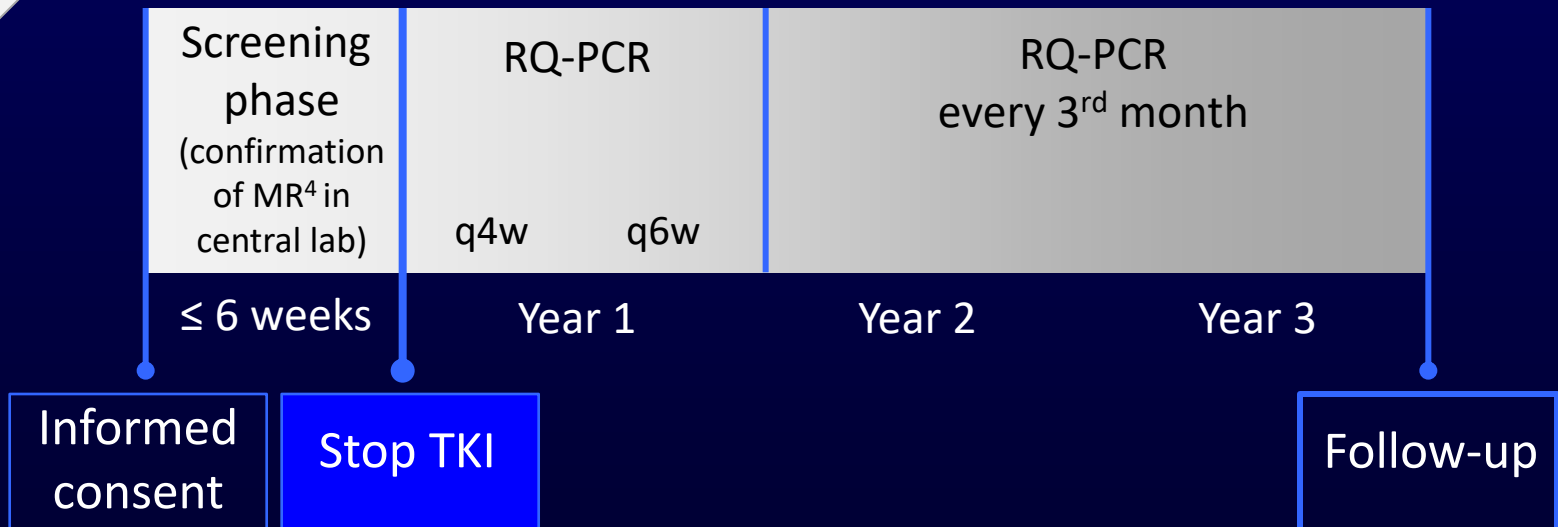 Screening
phase
(confirmation
of MR⁴ in
central lab)
RQ-PCR
q4w q6w
RQ-PCR
every 3ʳᵈ month
≤ 6 weeks
Year 1
Year 2
Year 3
Informed
consent
Stop TKI
Follow-up